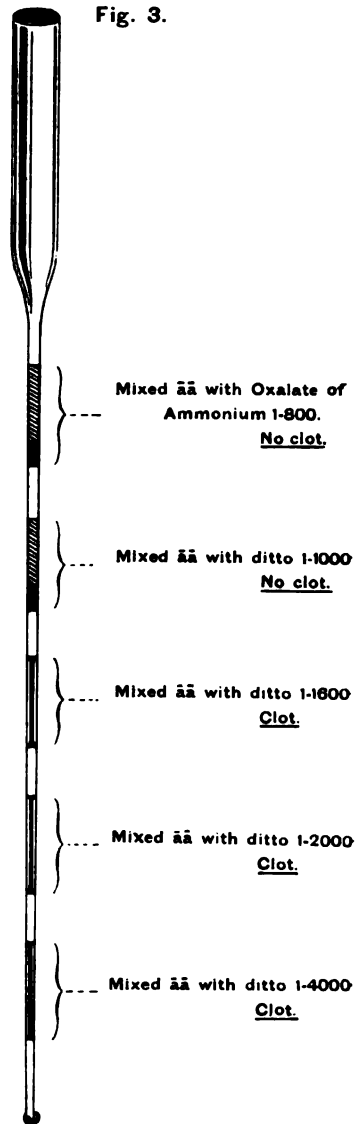 Fig. 3.
Mixed āā with Oxalate of
Ammonium 1-800.
No clot.
Mixed āā with ditto 1-1000
No clot.
Mixed āā with ditto 1-1600
Clot.
Mixed āā with ditto 1-2000
Clot.
Mixed āā with ditto 1-4000
Clot.